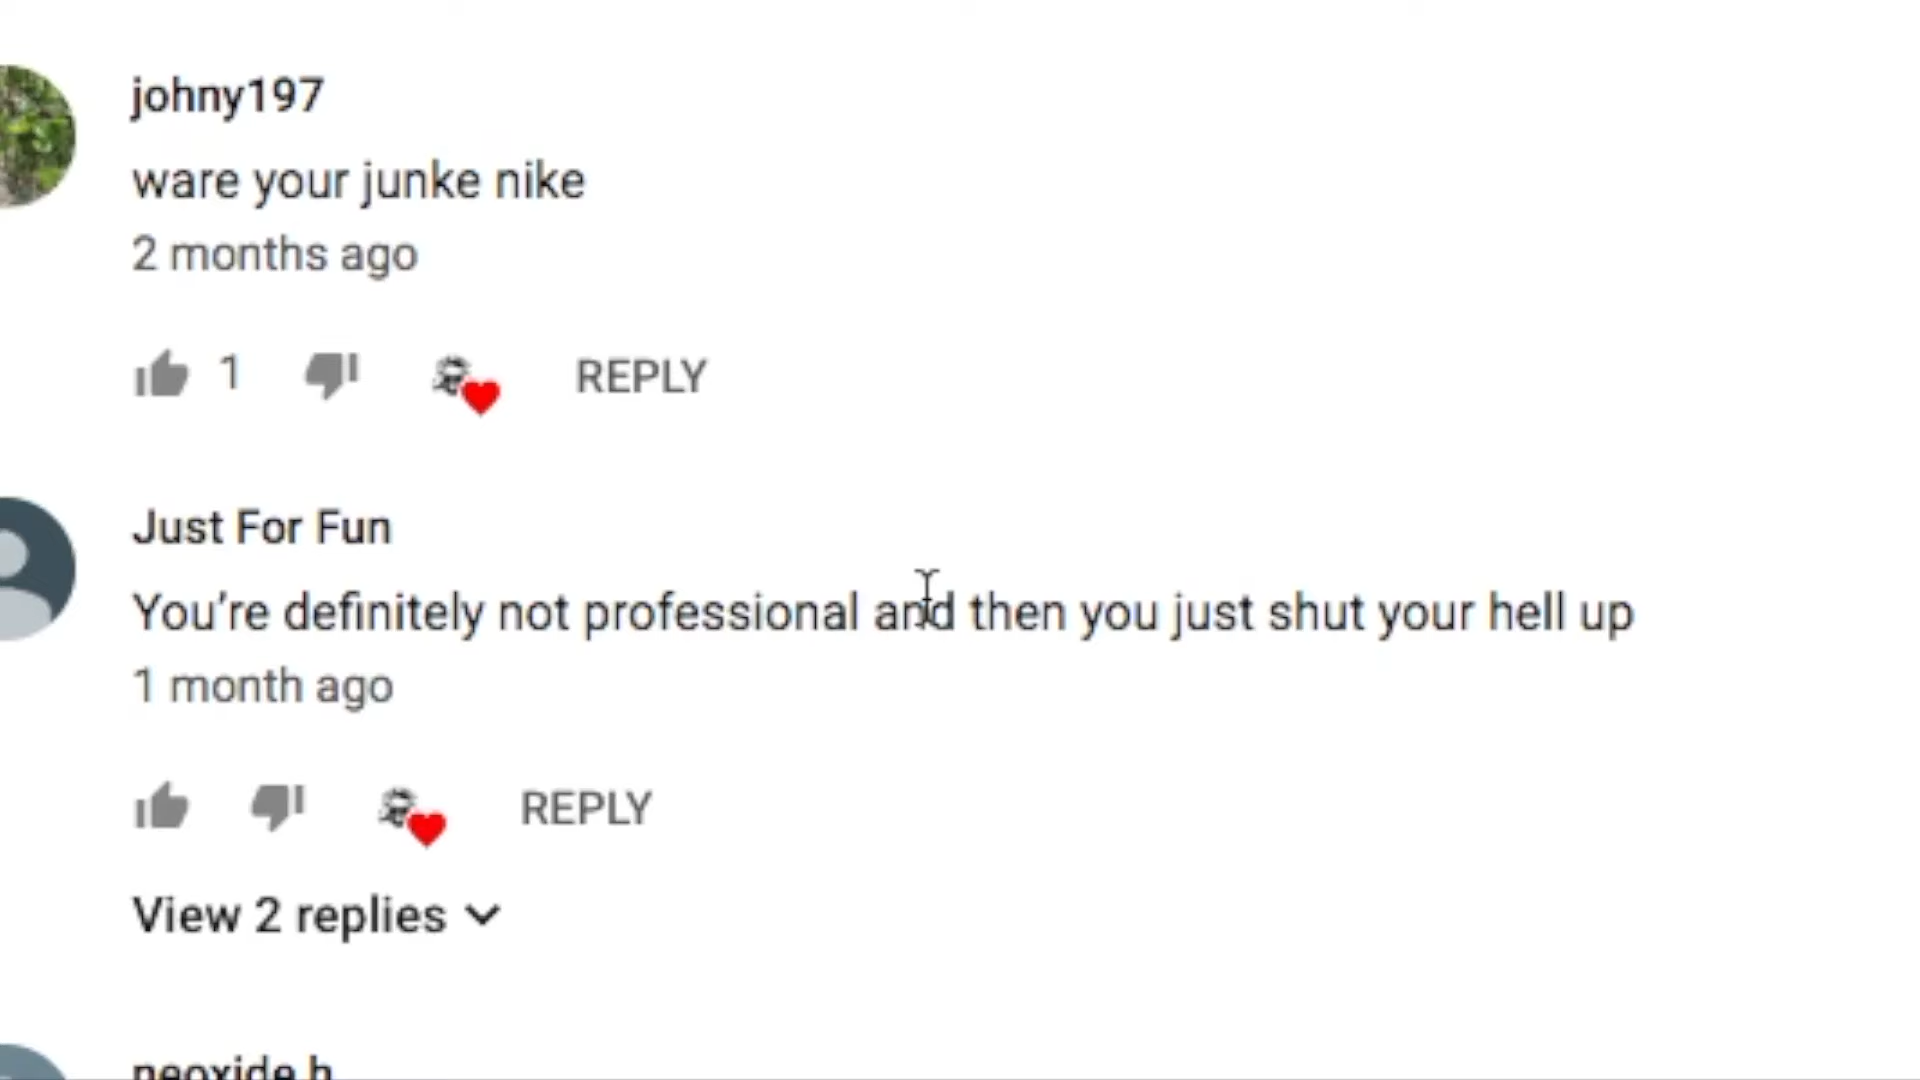 johny197
ware your junke nike
2 months ago
1 REPLY
Just For Fun
You’re definitely not professional and then you just shut your hell up
1 month ago
REPLY
View 2 replies
neoxide h